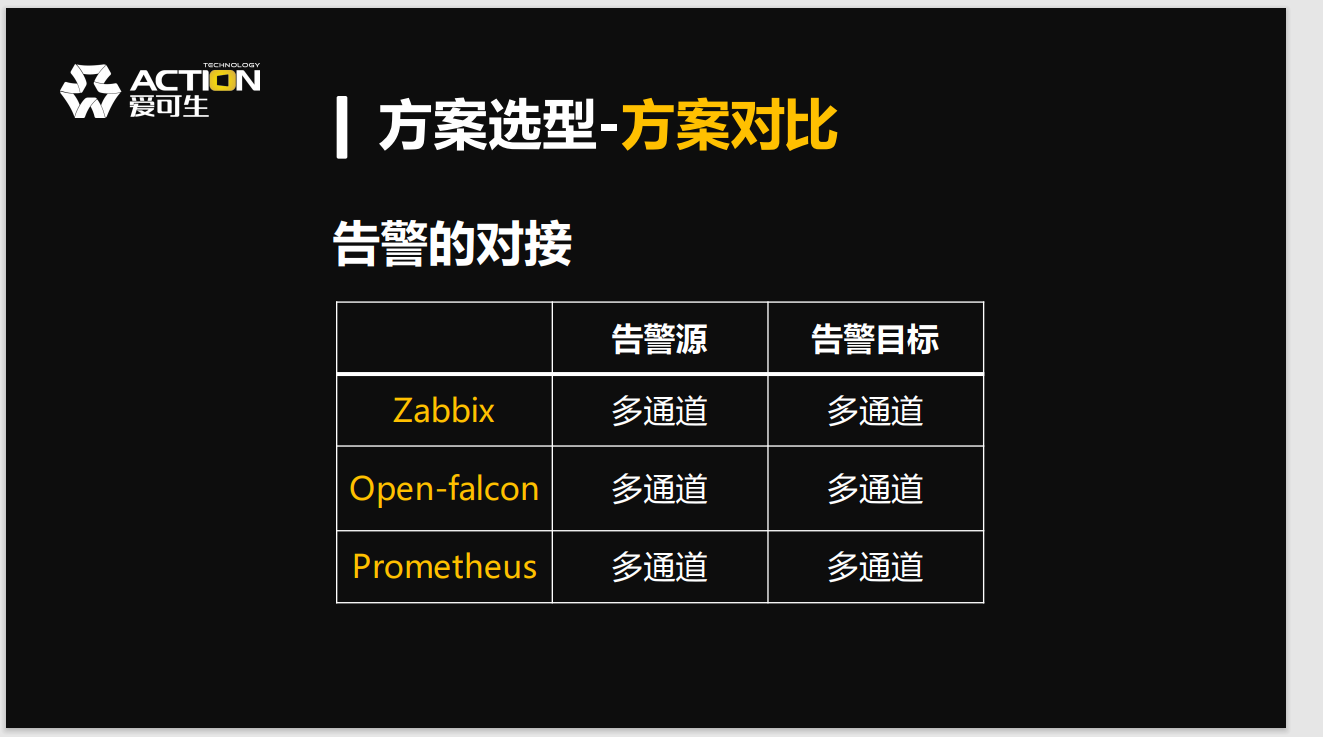 TECHNOLOGY
ACTION
爱可生
方案选型-方案对比
告警的对接
告警源 告警目标
Zabbix 多通道 多通道
Open-falcon 多通道 多通道
Prometheus 多通道 多通道